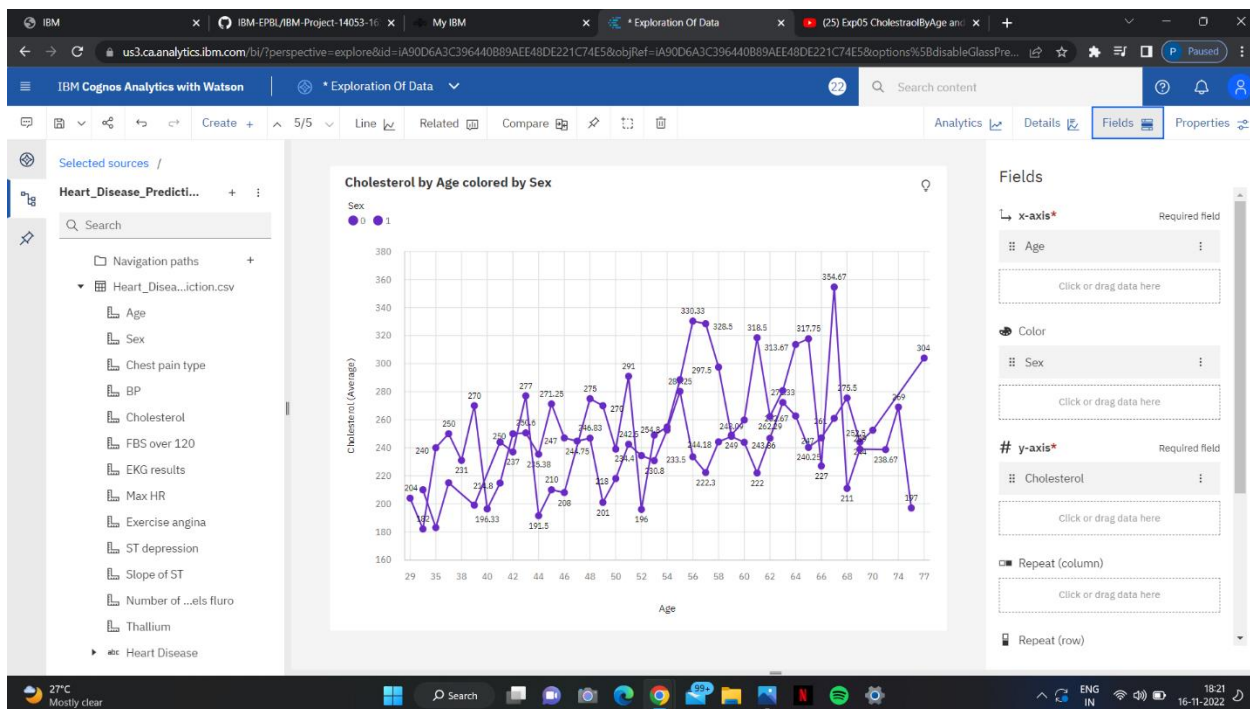 IBM
IBM-EPBL/IBM-Project-14053-16
My IBM
* Exploration Of Data
(25) Exp05 CholestraolByAge and
us3.ca.analytics.ibm.com/bi/?perspective=explore&id=iA90D6A3C396440B89AEE48DE221C74E5&objRef=iA90D6A3C396440B89AEE48DE221C74E5&options%5BdisableGlassPre...
P Paused
IBM Cognos Analytics with Watson
* Exploration Of Data
22
Search content
Create +
5/5
Line
Related
Compare
Analytics
Details
Fields
Properties
Selected sources /
Heart_Disease_Predicti...
Search
Navigation paths
Heart_Disea...iction.csv
Age
Sex
Chest pain type
BP
Cholesterol
FBS over 120
EKG results
Max HR
Exercise angina
ST depression
Slope of ST
Number of ...els fluro
Thallium
abc Heart Disease
Cholesterol by Age colored by Sex
Sex
0 1
Cholesterol (Average)
380
360
340
320
300
280
260
240
220
200
180
160
354.67
330.33
328.5
318.5
317.75
313.67
304
297.5
291
277
271.25
275
270
270
275.5
269
250
250
240
231
237
235.38
247
246.83
244.75
242.6
254.8
234.4
230.8
233.5
244.18
249
243.86
262.29
247
240.25
261
238.67
227
222.3
222
211
218
210
208
204
201
197
196.33
196
191.5
182
29 35 38 40 42 44 46 48 50 52 54 56 58 60 62 64 66 68 70 74 77
Age
Fields
x-axis* Required field
Age
Click or drag data here
Color
Sex
Click or drag data here
# y-axis* Required field
Cholesterol
Click or drag data here
Repeat (column)
Click or drag data here
Repeat (row)
27°C
Mostly clear
Search
99+
ENG
IN
18:21
16-11-2022